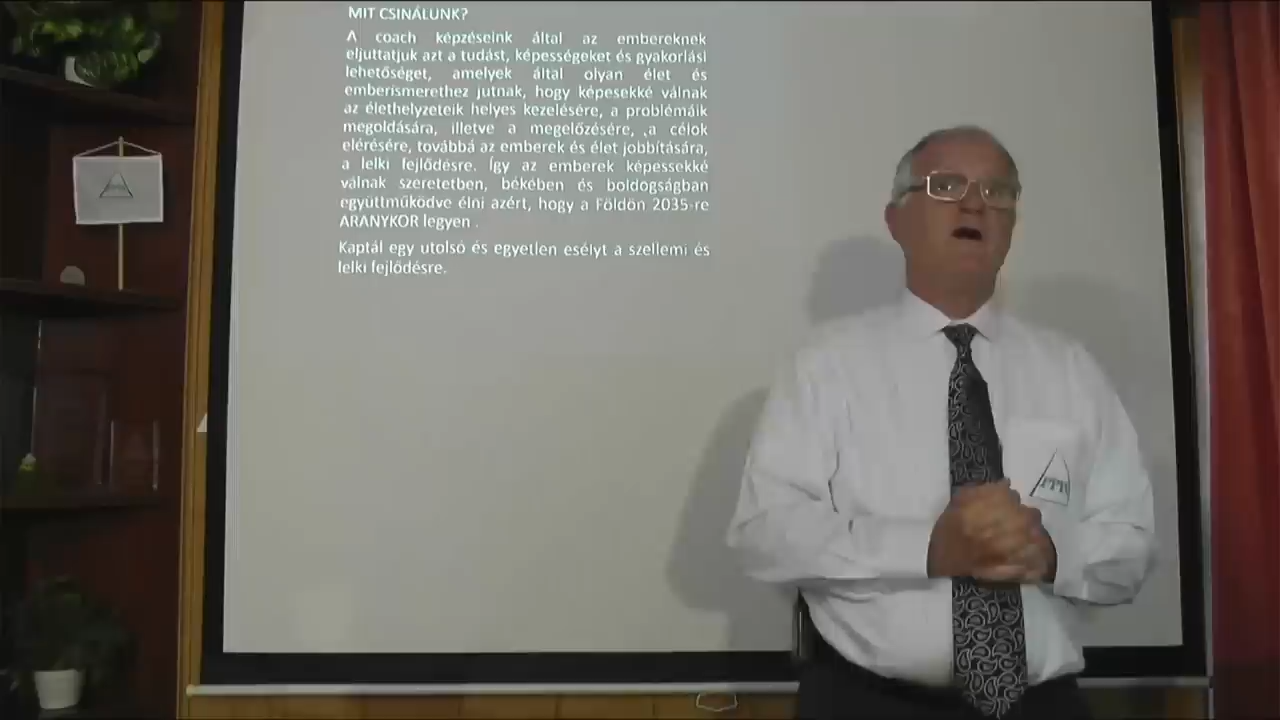 MIT CSINÁLUNK?
A coach képzéseink által az embereknek
eljuttatjuk azt a tudást, képességeket és gyakorlási
lehetőséget, amelyek által olyan élet és
emberismerethez jutnak, hogy képesekké válnak
az élethelyzeteik helyes kezelésére, a problémáik
megoldására, illetve a megelőzésére, a célok
elérésére, továbbá az emberek és élet jobbítására,
a lelki fejlődésre. Így az emberek képessekké
válnak szeretetben, békében és boldogságban
együttműködve élni azért, hogy a Földön 2035-re
ARANYKOR legyen .
Kaptál egy utolsó és egyetlen esélyt a szellemi és
lelki fejlődésre.